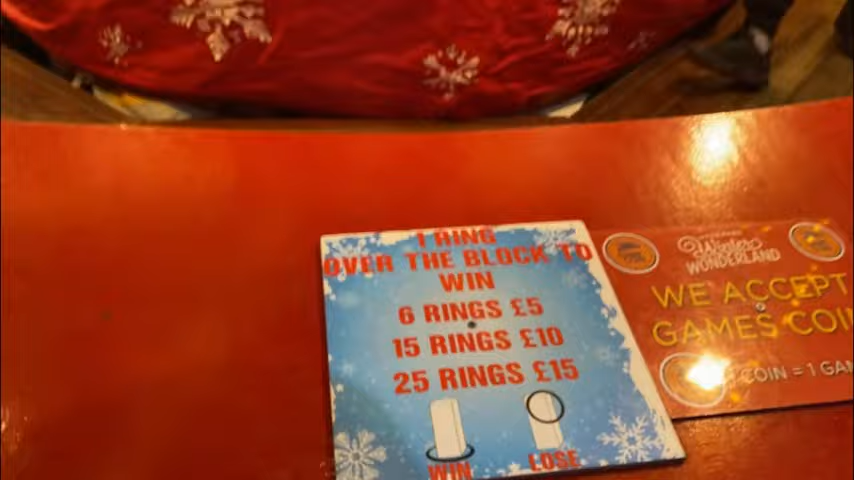 1 RING
OVER THE BLOCK TO
WIN
6 RINGS £5
15 RINGS £10
25 RINGS £15
WIN
LOSE
Winter
WONDERLAND
WE ACCEPT
GAMES COIN
COIN = 1 GAM